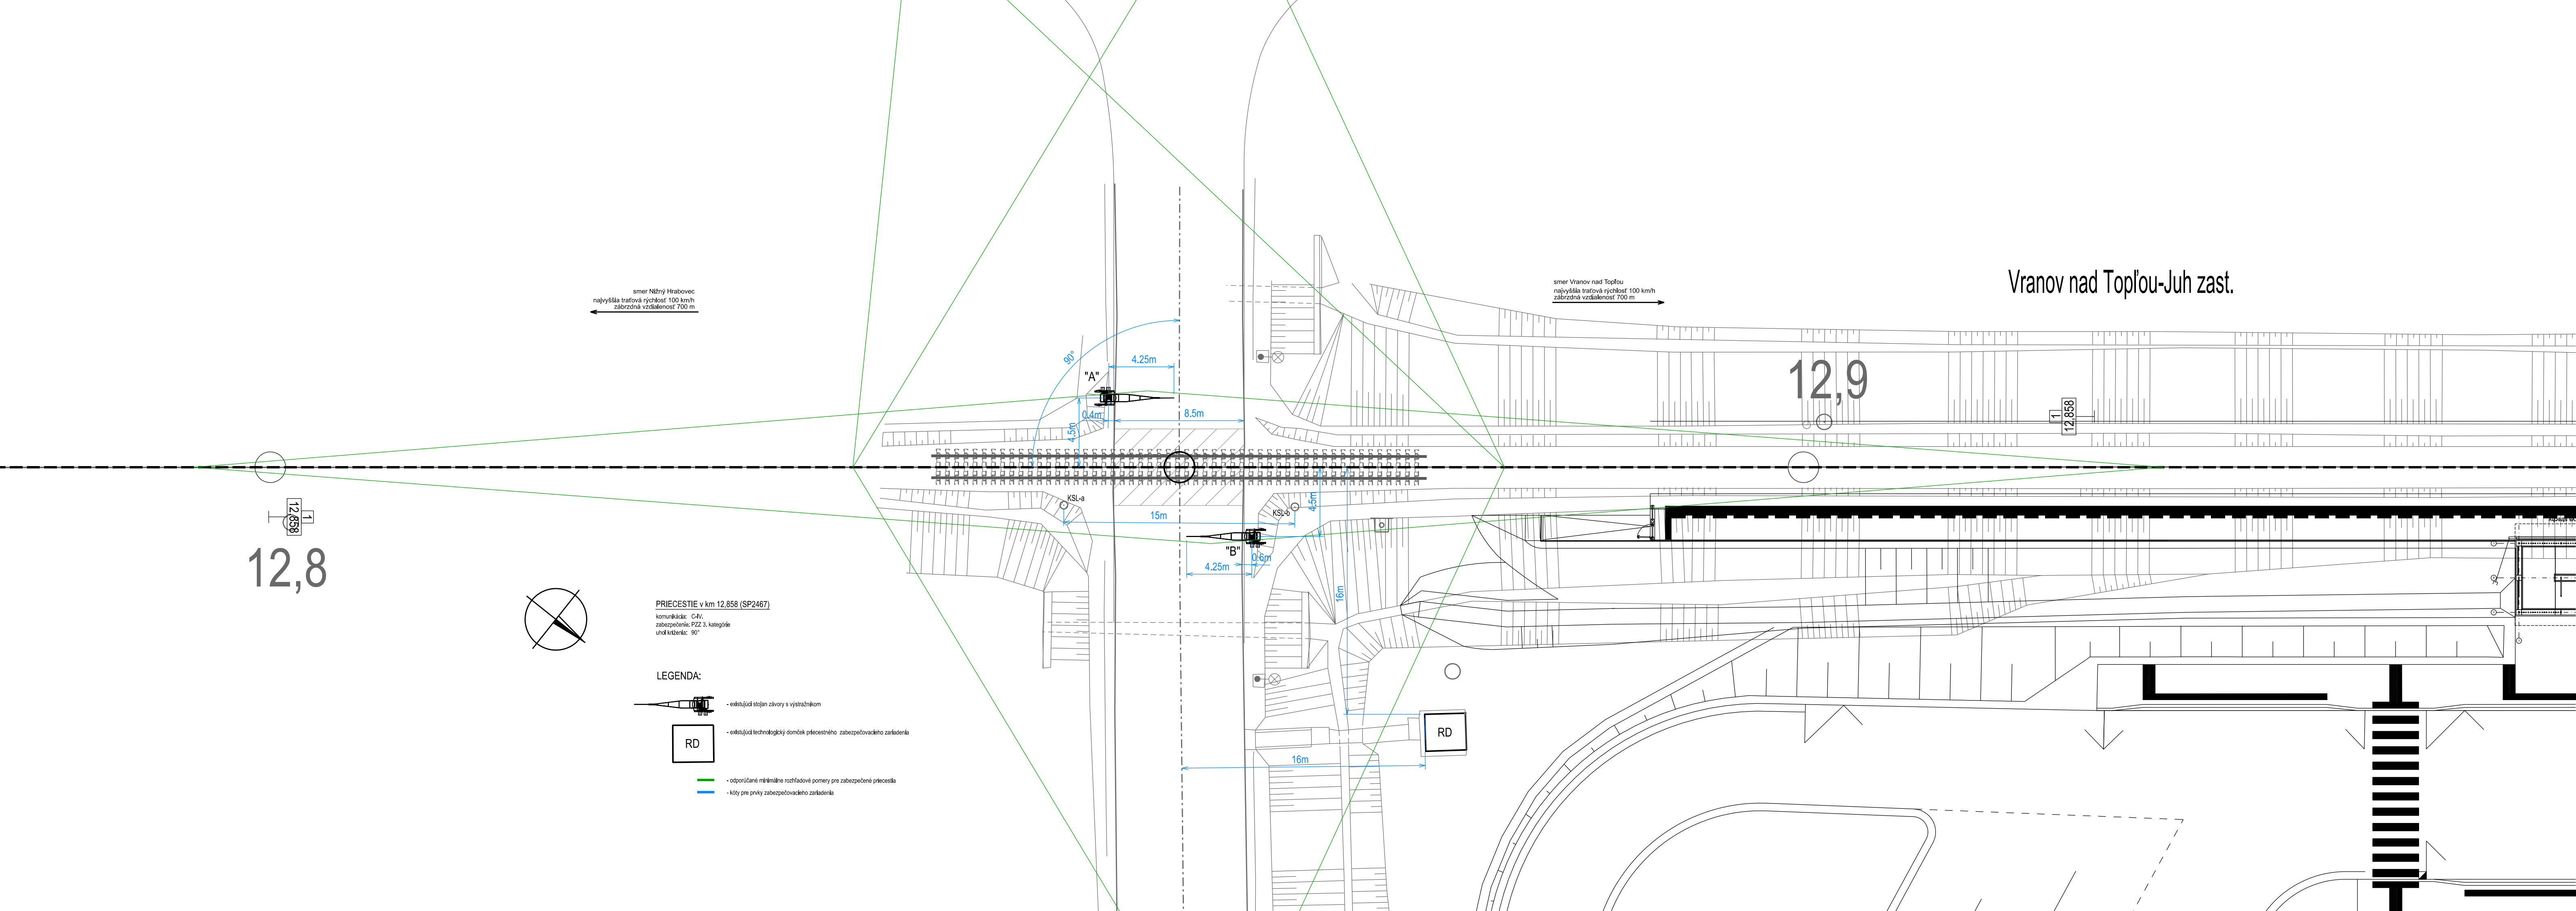 Vranov nad Topľou-Juh zast.
smer Nižný Hrabovec
najvyššia traťová rýchlosť 100 km/h
zábrzdná vzdialenosť 700 m
smer Vranov nad Topľou
najvyššia traťová rýchlosť 100 km/h
zábrzdná vzdialenosť 700 m
90°
4.25m
"A"
12,9
1
12,858
0.4m
8,5m
4.5m
KSL-a
KSL-b
4.5m
15m
1
12,858
12,8
"B"
0.6m
4.25m
16m
PRIECESTIE v km 12,858 (SP2467)
komunikácia: C-IV.
zabezpečenie: PZZ 3. kategórie
uhol kríženia: 90°
LEGENDA:
- existujúci stojan závory s výstražníkom
RD
- existujúci technologický domček priecestného zabezpečovacieho zariadenia
RD
16m
- odporúčané minimálne rozhľadové pomery pre zabezpečené priecestia
- kóty pre prvky zabezpečovacieho zariadenia